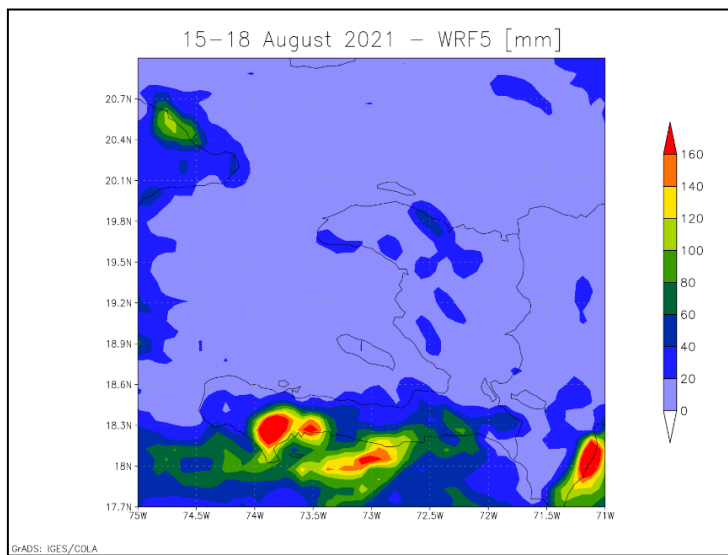 15-18 August 2021 - WRF5 [mm]
20.7N
20.4N
20.1N
19.8N
19.5N
19.2N
18.9N
18.6N
18.3N
18N
17.7N
75W 74.5W 74W 73.5W 73W 72.5W 72W 71.5W 71W
160
140
120
100
80
60
40
20
0
GrADS: IGES/COLA